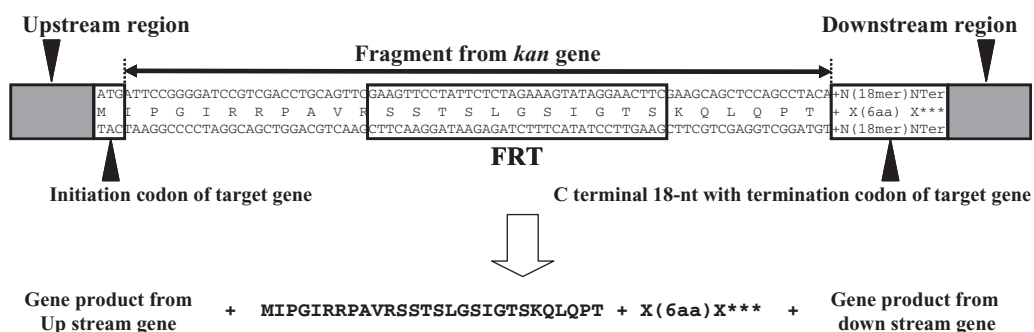 Upstream region
Downstream region
Fragment from kan gene
ATGATTCCGGGGATCCGTCGACCTGCAGTTCGAAGTTCCTATTCTCTAGAAAGTATAGGAACTTCGAAGCAGCTCCAGCCTACA+N(18mer)NTer
M I P G I R R P A V R S S T S L G S I G T S K Q L Q P T + X(6aa) X***
TACTAAGGCCCCTAGGCAGCTGGACGTCAAGCTTCAAGGATAAGAGATCTTTCATATCCTTGAAGCTTCGTCGAGGTCGGATGT+N(18mer)NTer
FRT
Initiation codon of target gene
C terminal 18-nt with termination codon of target gene
Gene product from
Up stream gene
+ MIPGIRRPAVRSSTSLGSIGTSKQLQPT + X(6aa)X*** +
Gene product from
down stream gene